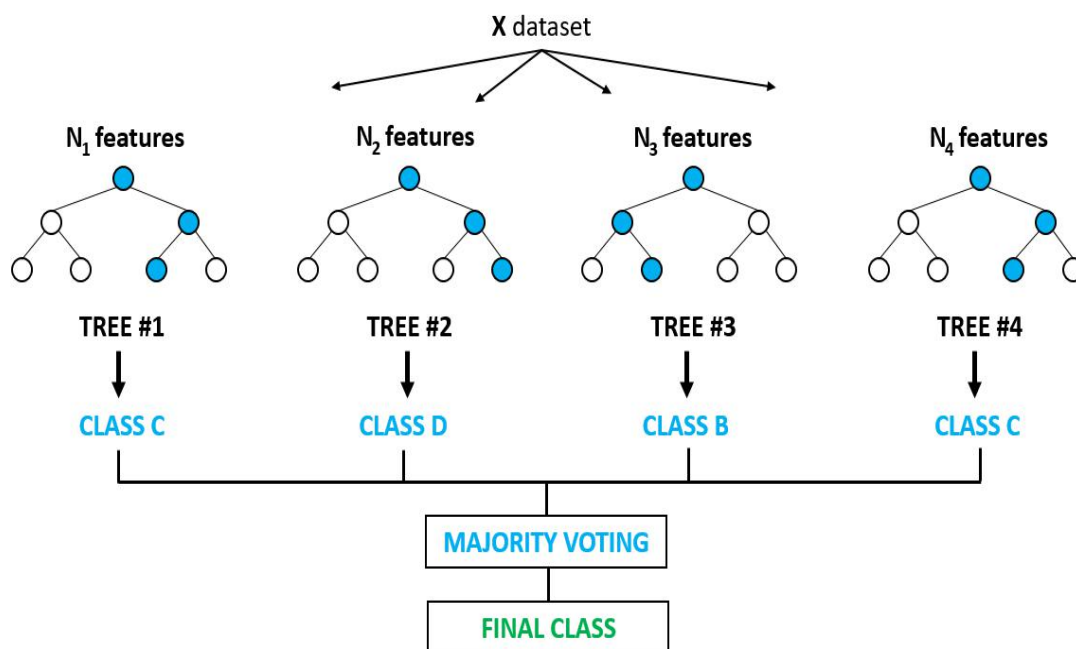 X dataset
N₁ features N₂ features N₃ features N₄ features
TREE #1 TREE #2 TREE #3 TREE #4
CLASS C CLASS D CLASS B CLASS C
MAJORITY VOTING
FINAL CLASS